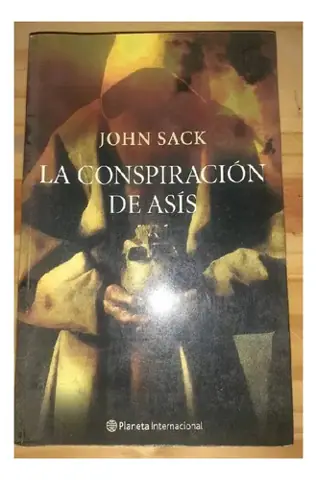 JOHN SACK
LA CONSPIRACIÓN
DE ASÍS
Planeta Internacional